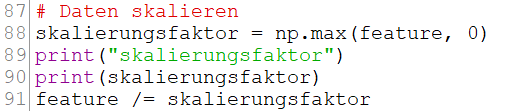 87 # Daten skalieren
88 skalierungsfaktor = np.max(feature, 0)
89 print("skalierungsfaktor")
90 print(skalierungsfaktor)
91 feature /= skalierungsfaktor